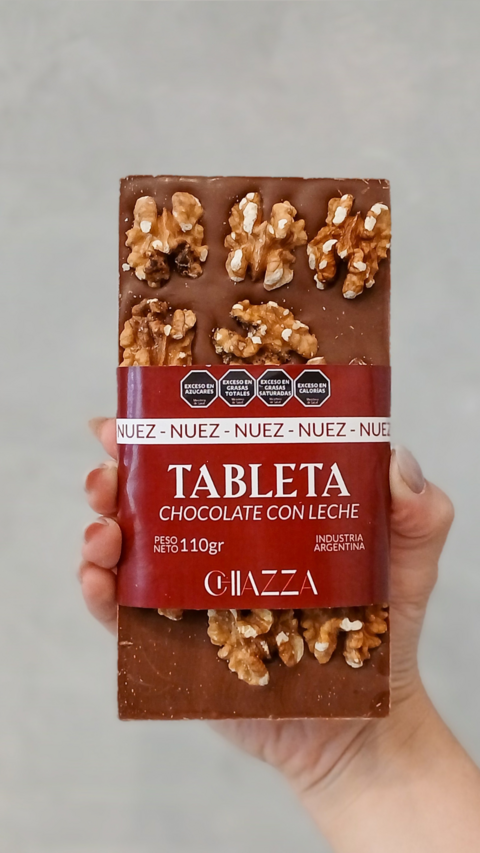 EXCESO EN AZÚCARES
EXCESO EN GRASAS TOTALES
EXCESO EN GRASAS SATURADAS
EXCESO EN CALORÍAS
NUEZ - NUEZ - NUEZ - NUEZ - NUEZ
TABLETA
CHOCOLATE CON LECHE
PESO NETO 110gr
INDUSTRIA ARGENTINA
CHIAZZA